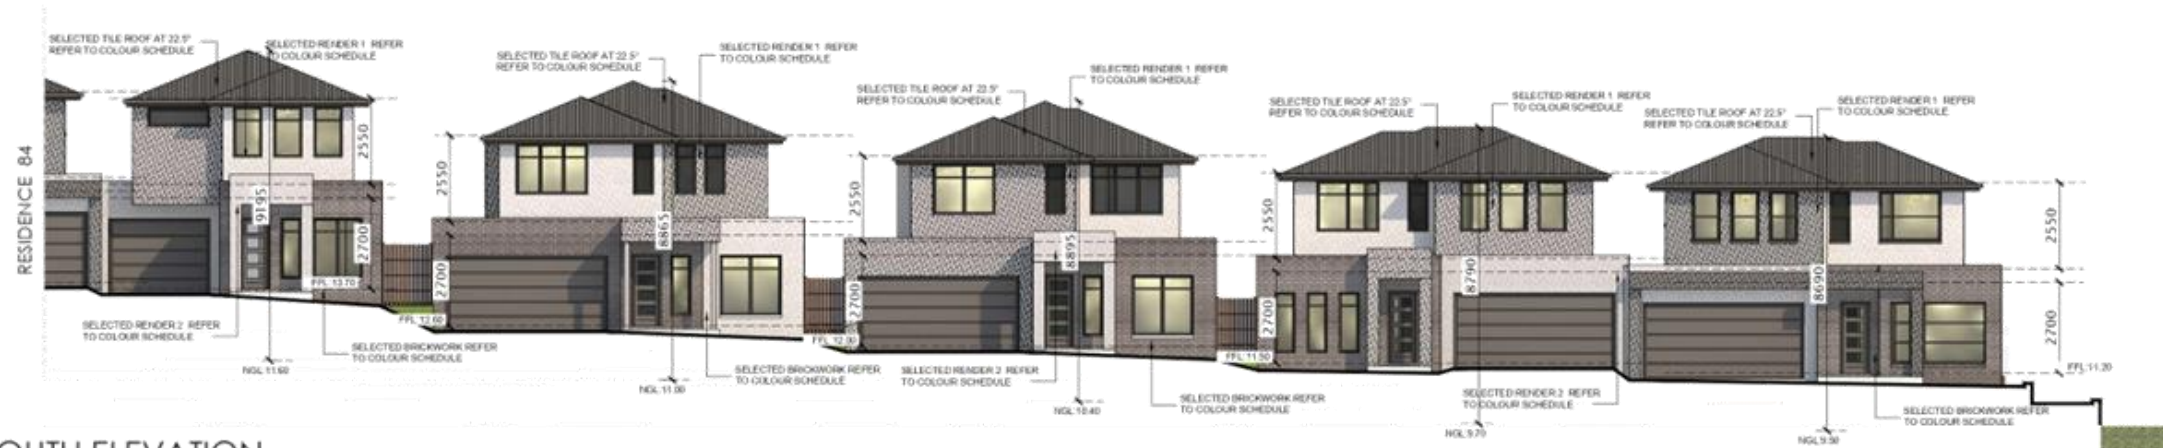 RESIDENCE 84
SELECTED TILE ROOF AT 22.5°
REFER TO COLOUR SCHEDULE
SELECTED RENDER 1 REFER
TO COLOUR SCHEDULE
2550
9195
2700
FFL:13.70
SELECTED RENDER 2 REFER
TO COLOUR SCHEDULE
SELECTED BRICKWORK REFER
TO COLOUR SCHEDULE
NGL 11.60
SELECTED TILE ROOF AT 22.5°
REFER TO COLOUR SCHEDULE
SELECTED RENDER 1 REFER
TO COLOUR SCHEDULE
2550
8865
2700
FFL:12.60
SELECTED BRICKWORK REFER
TO COLOUR SCHEDULE
NGL:11.00
SELECTED TILE ROOF AT 22.5°
REFER TO COLOUR SCHEDULE
SELECTED RENDER 1 REFER
TO COLOUR SCHEDULE
2550
8895
2700
FFL:12.00
SELECTED RENDER 2 REFER
TO COLOUR SCHEDULE
SELECTED BRICKWORK REFER
TO COLOUR SCHEDULE
NGL:10.40
SELECTED TILE ROOF AT 22.5°
REFER TO COLOUR SCHEDULE
SELECTED RENDER 1 REFER
TO COLOUR SCHEDULE
2550
8790
2700
FFL:11.50
SELECTED RENDER 2 REFER
TO COLOUR SCHEDULE
NGL:9.70
SELECTED TILE ROOF AT 22.5°
REFER TO COLOUR SCHEDULE
SELECTED RENDER 1 REFER
TO COLOUR SCHEDULE
2550
8690
2700
FFL:11.20
SELECTED BRICKWORK REFER
TO COLOUR SCHEDULE
NGL:9.50
OUTH ELEVATION